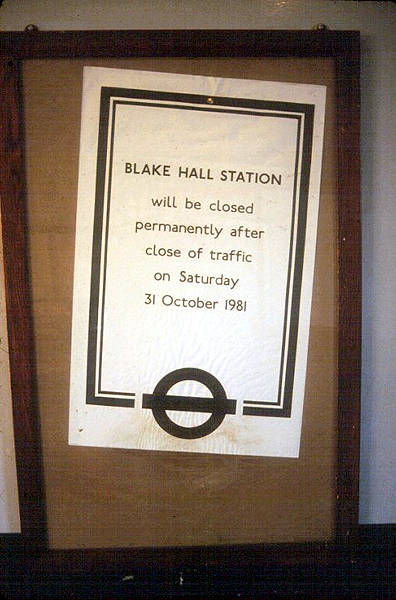 BLAKE HALL STATION
will be closed
permanently after
close of traffic
on Saturday
31 October 1981